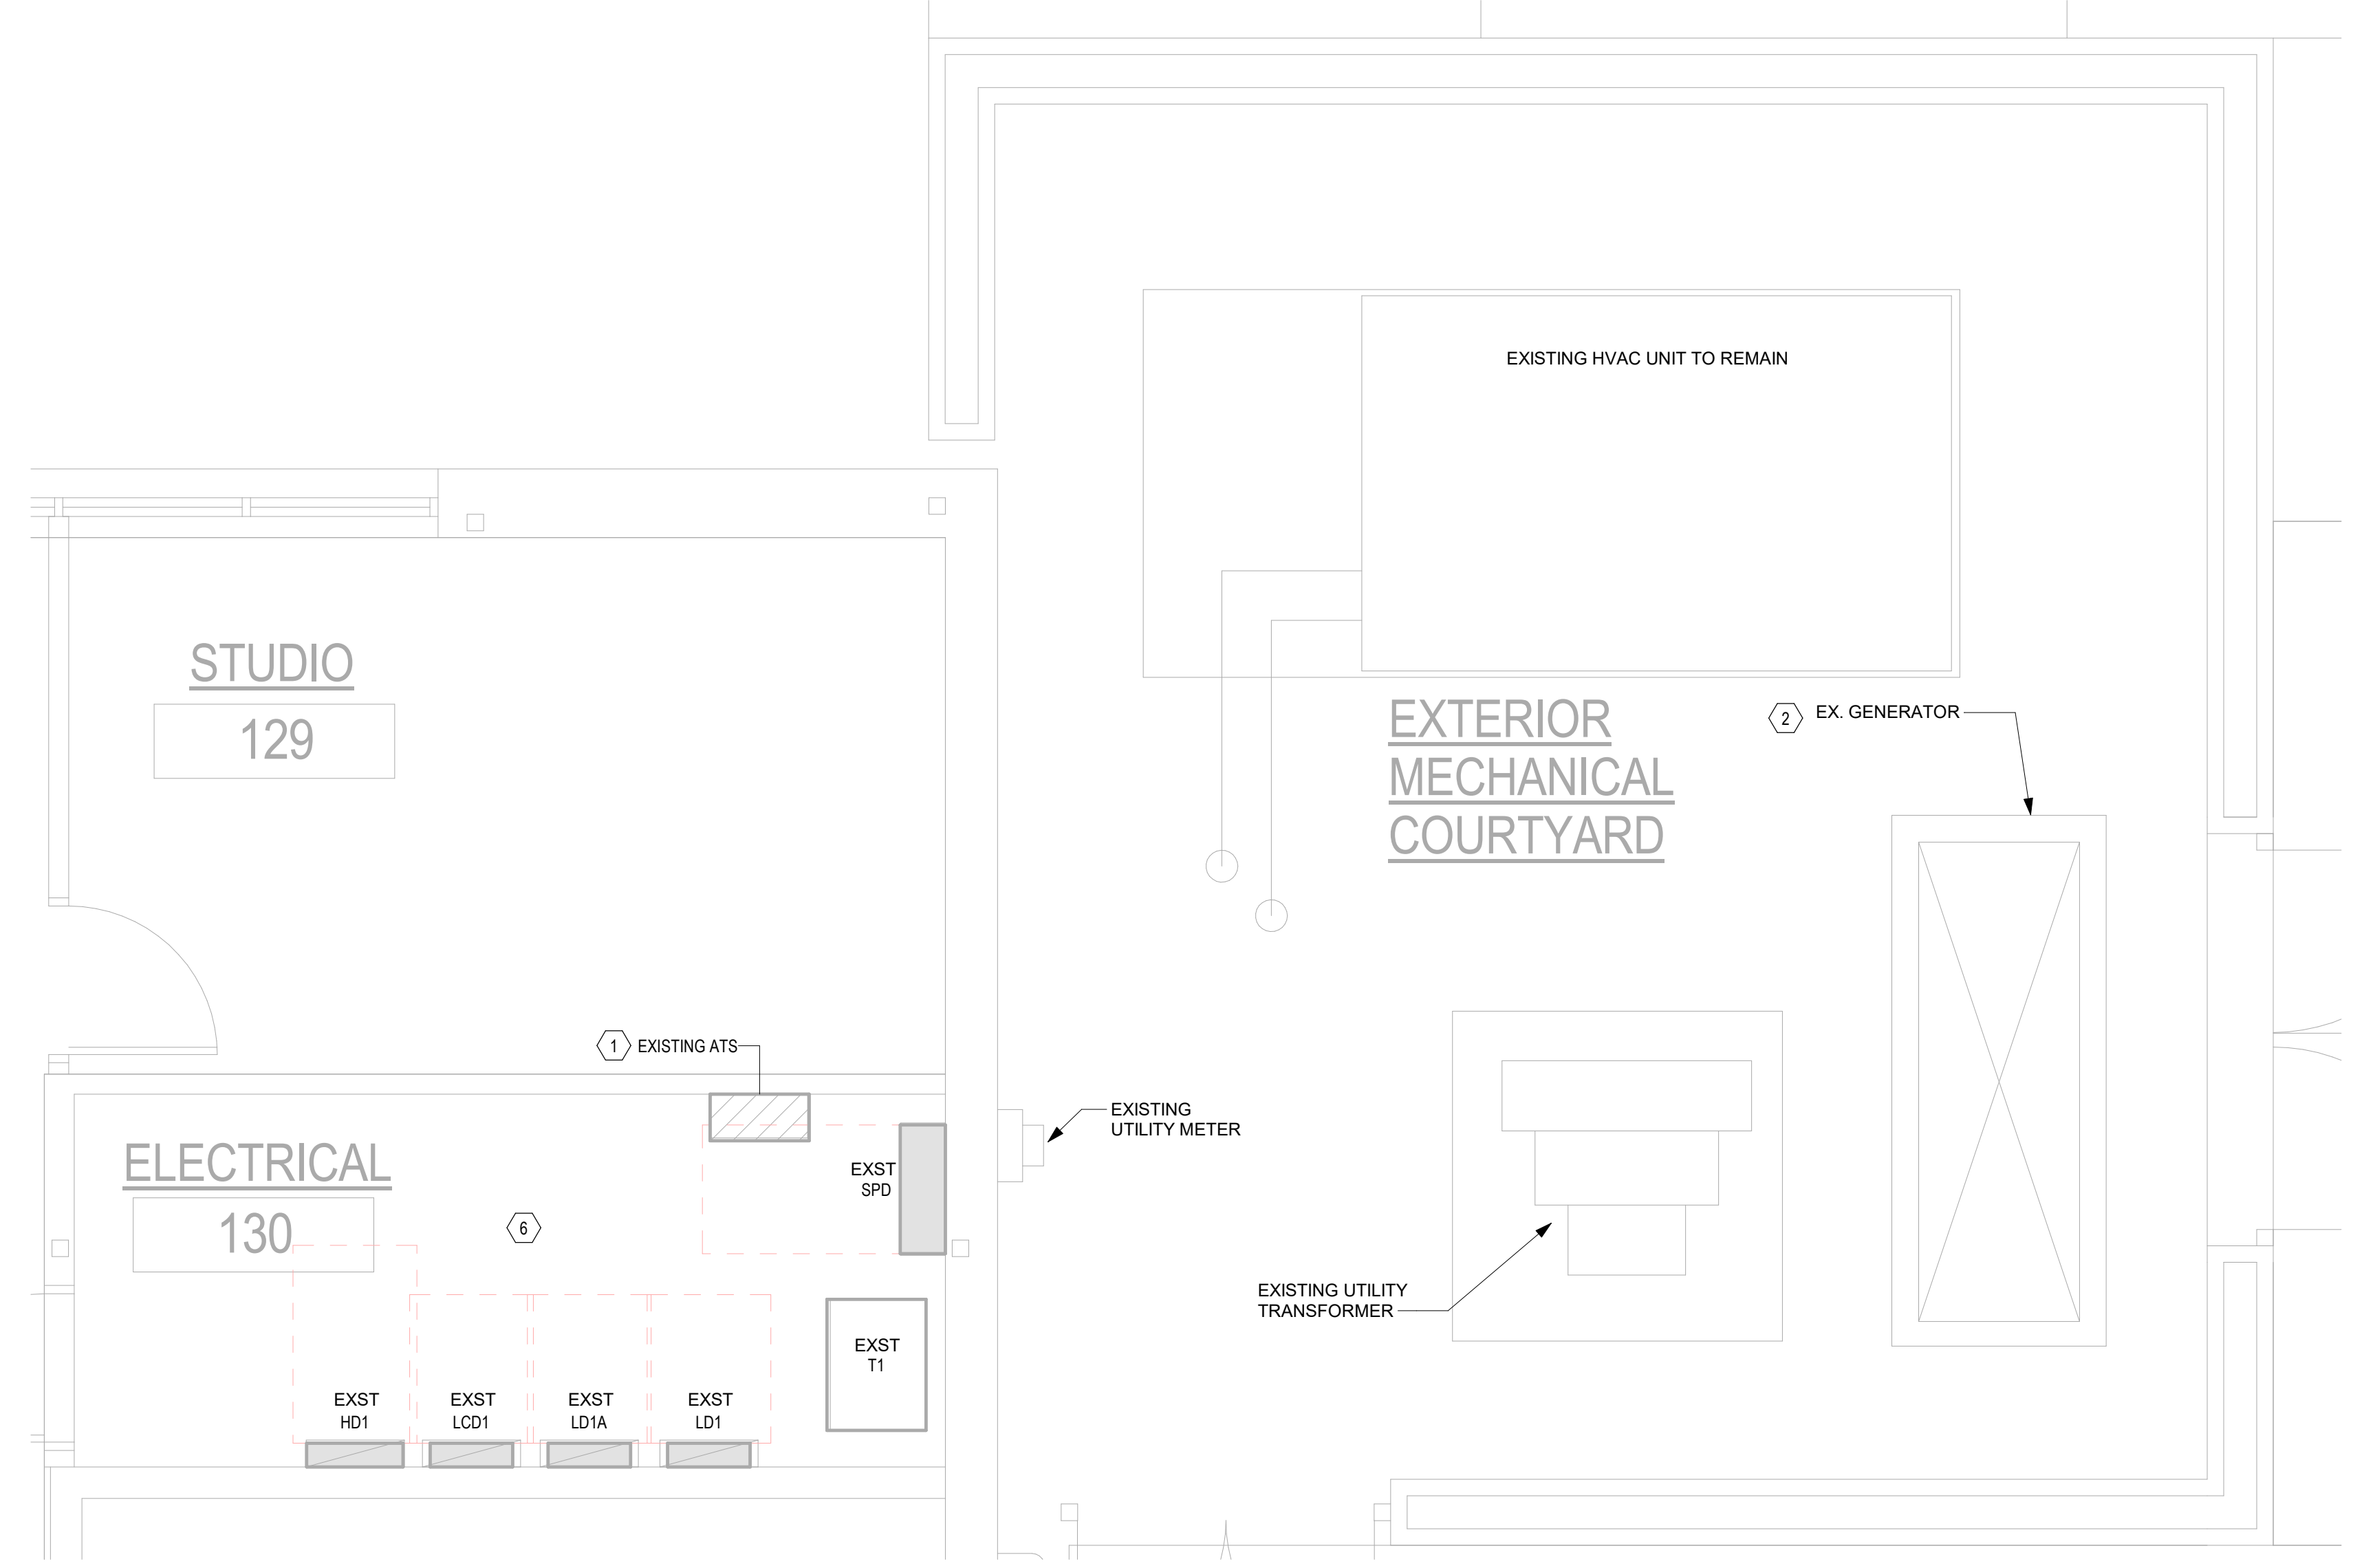 EXISTING HVAC UNIT TO REMAIN
STUDIO
129
EXTERIOR
MECHANICAL
COURTYARD
2 EX. GENERATOR
1 EXISTING ATS
EXISTING
UTILITY METER
ELECTRICAL
130
6
EXST
SPD
EXISTING UTILITY
TRANSFORMER
EXST
T1
EXST
HD1
EXST
LCD1
EXST
LD1A
EXST
LD1